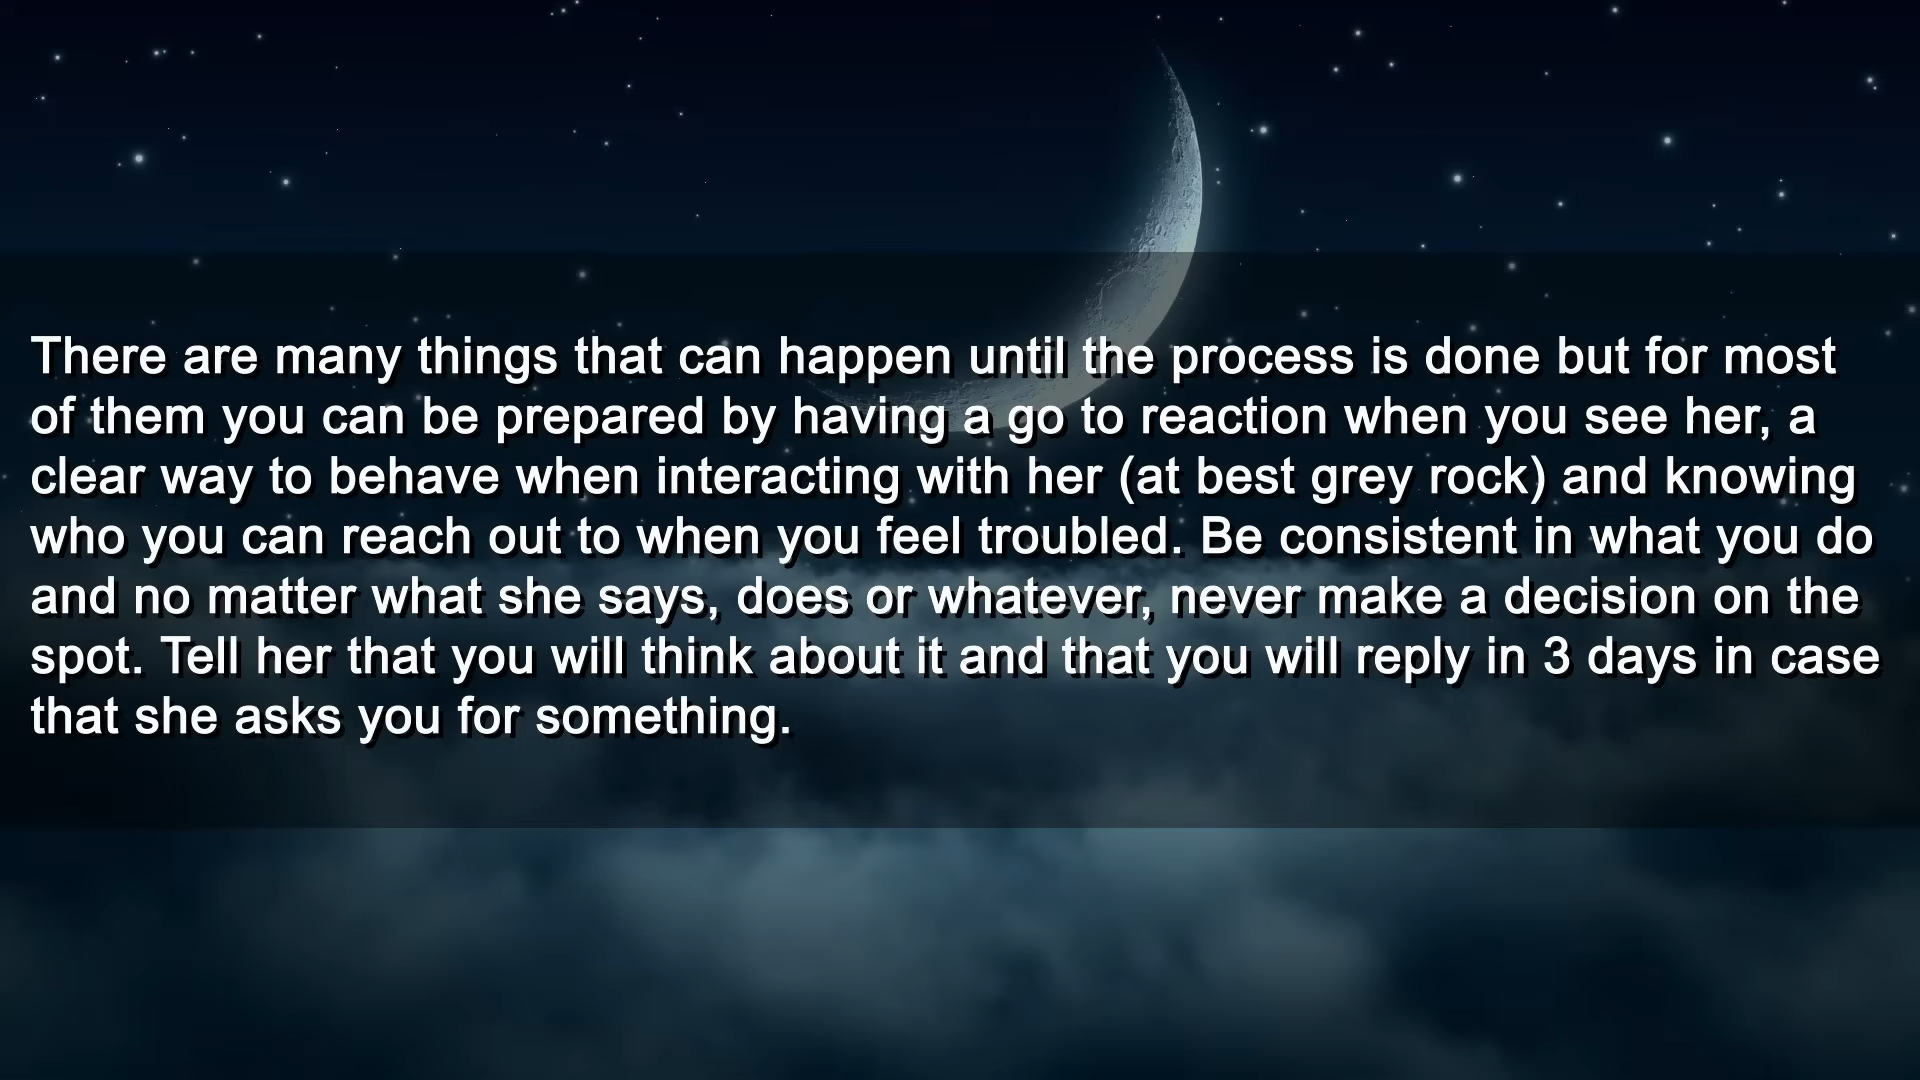 There are many things that can happen until the process is done but for most
of them you can be prepared by having a go to reaction when you see her, a
clear way to behave when interacting with her (at best grey rock) and knowing
who you can reach out to when you feel troubled. Be consistent in what you do
and no matter what she says, does or whatever, never make a decision on the
spot. Tell her that you will think about it and that you will reply in 3 days in case
that she asks you for something.